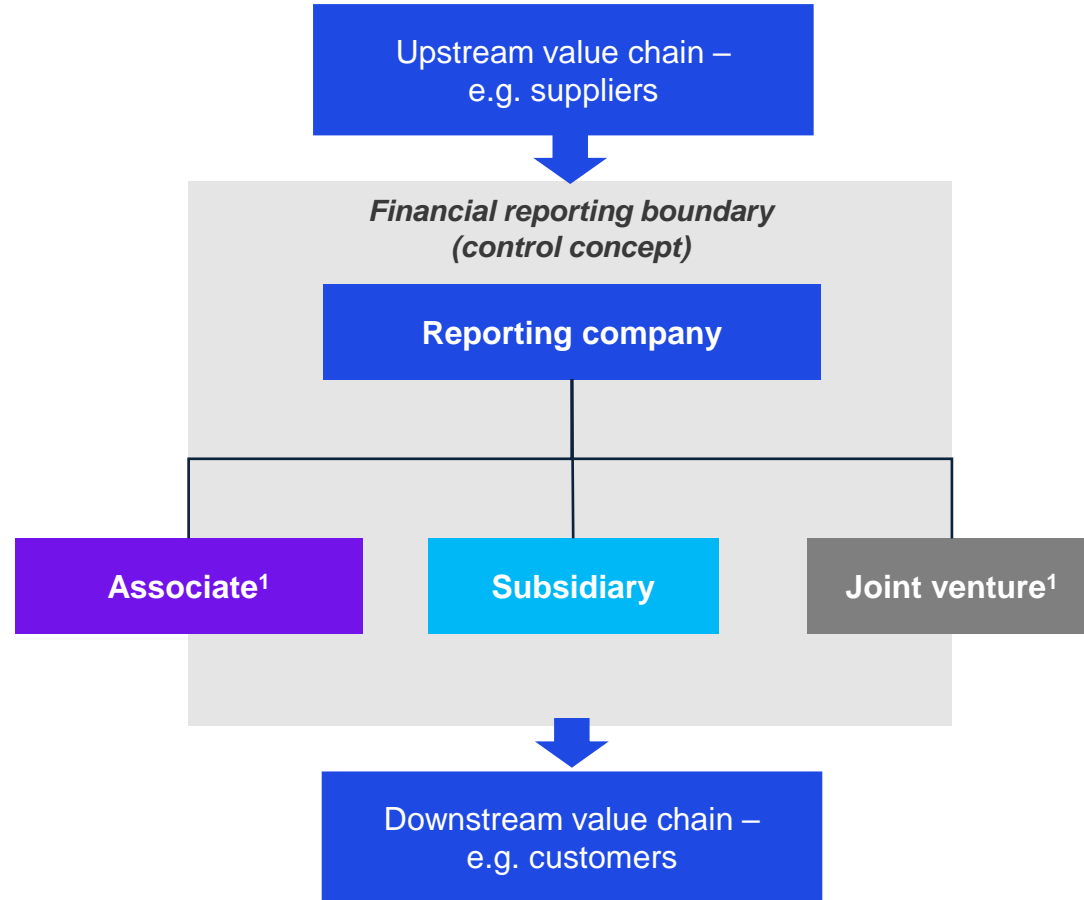 Upstream value chain –
e.g. suppliers
Financial reporting boundary
(control concept)
Reporting company
Associate¹
Subsidiary
Joint venture¹
Downstream value chain –
e.g. customers